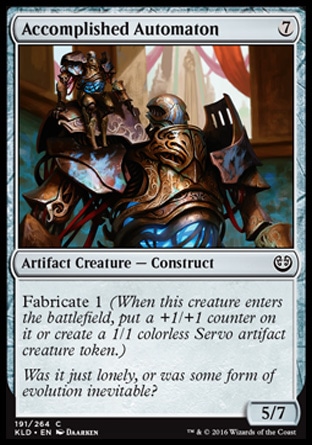 Accomplished Automaton 7
Artifact Creature — Construct
Fabricate 1 (When this creature enters
the battlefield, put a +1/+1 counter on
it or create a 1/1 colorless Servo artifact
creature token.)
Was it just lonely, or was some form of
evolution inevitable?
5/7
191/264 C
KLD • EN DAARKEN
™ & © 2016 Wizards of the Coast